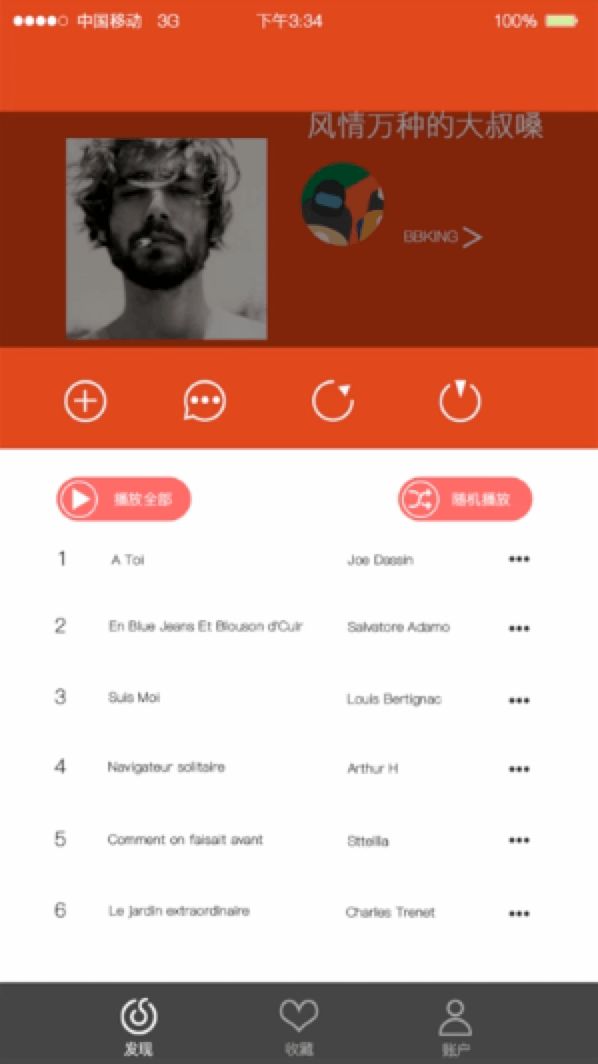 中国移动 3G 下午3:34 100%
风情万种的大叔嗓
BBKING >
播放全部 随机播放
1 A Toi Joe Dassin •••
2 En Blue Jeans Et Blouson d'Cuir Salvatore Adamo •••
3 Suis Moi Louis Bertignac •••
4 Navigateur solitaire Arthur H •••
5 Comment on faisait avant Stteilla •••
6 Le jardin extraordinaire Charles Trenet •••
发现 收藏 账户